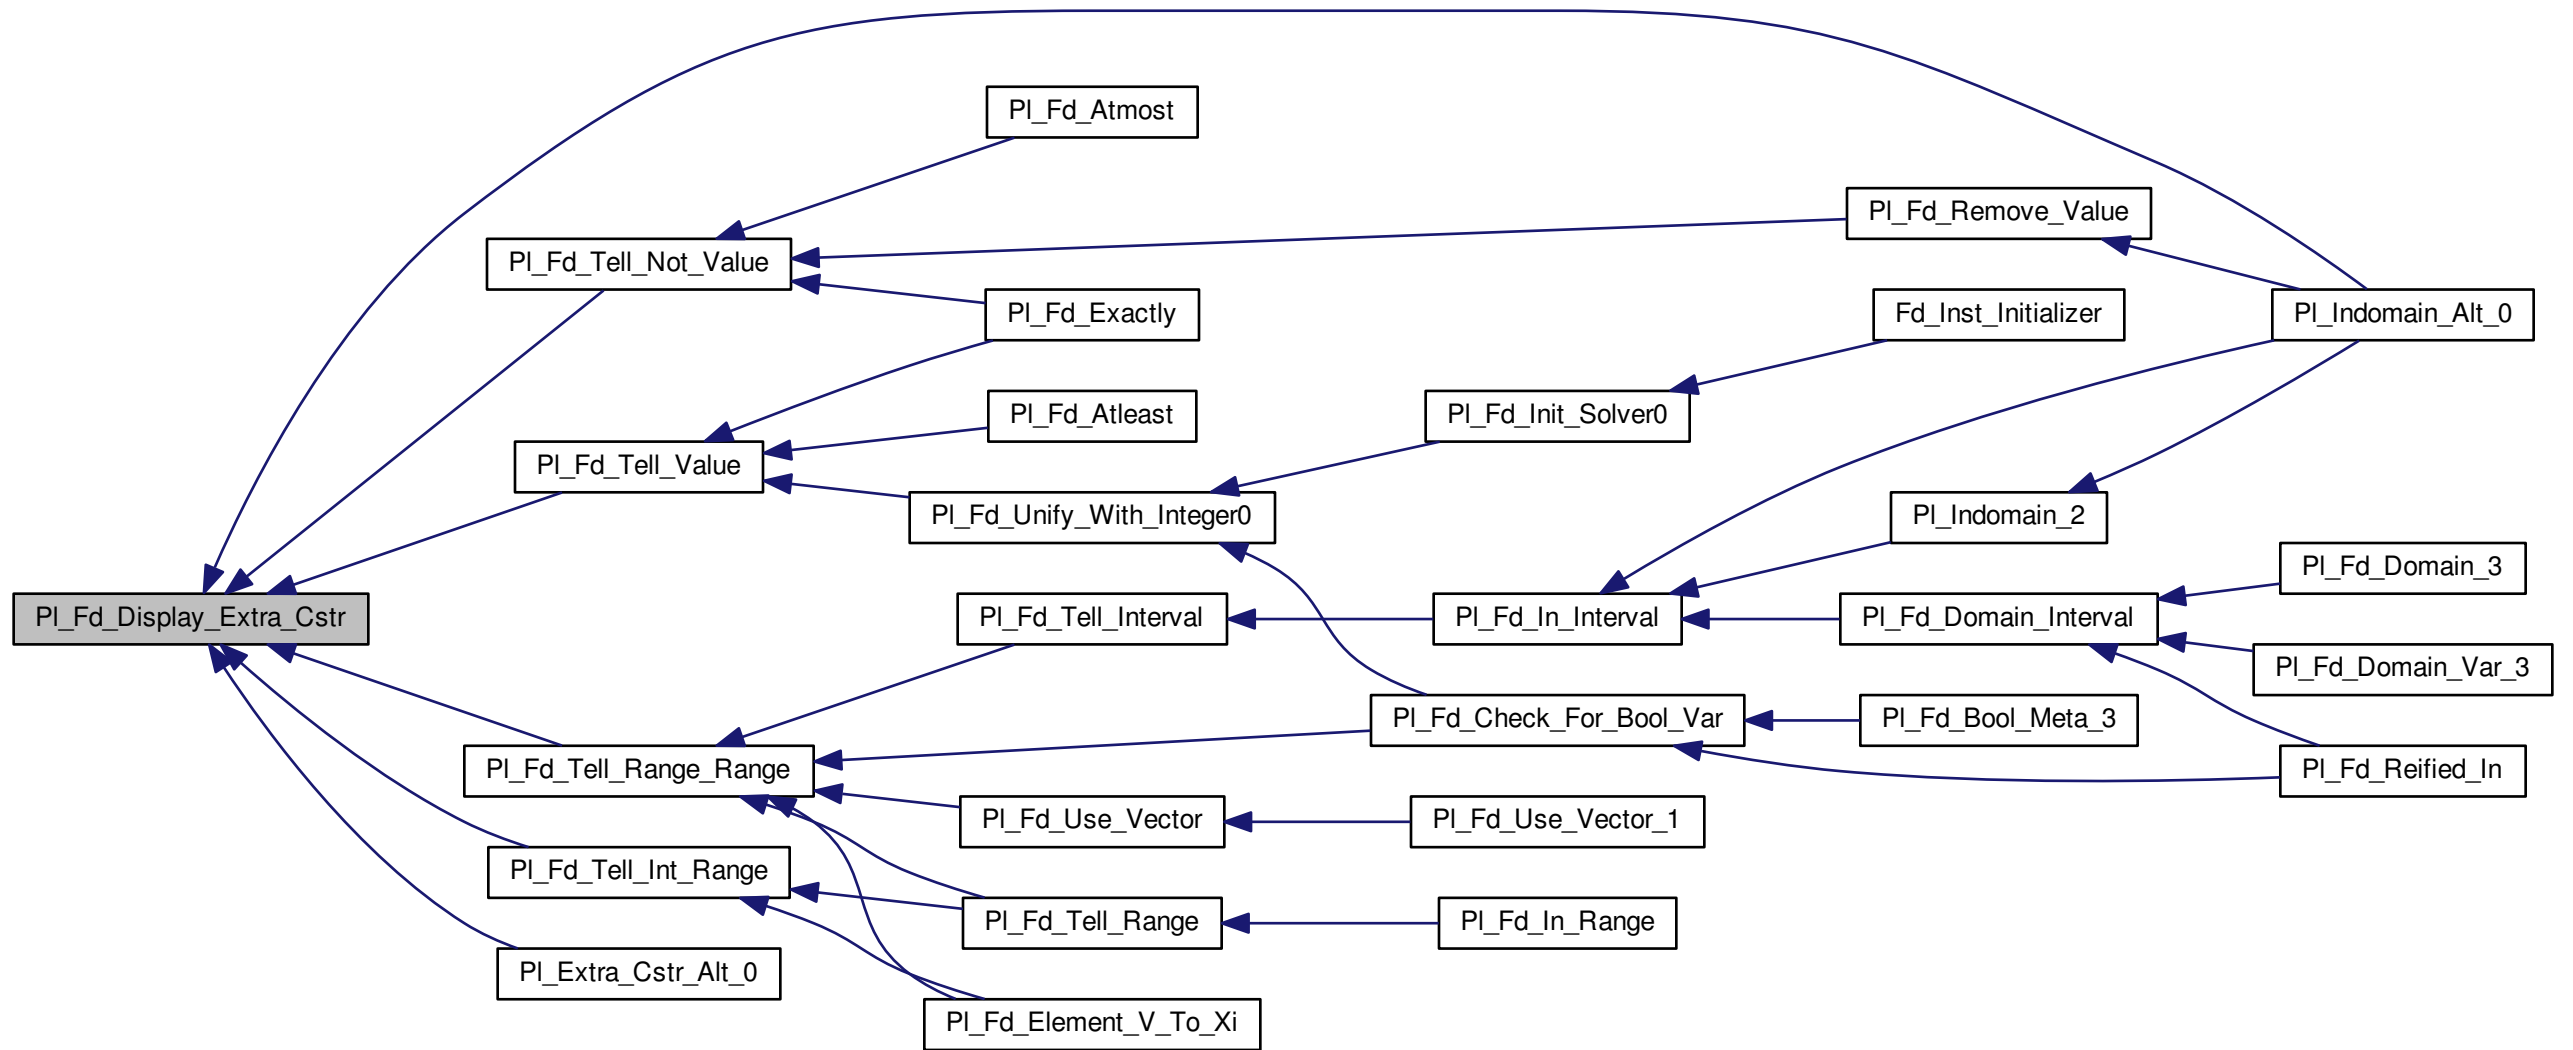 Pl_Fd_Atmost
Pl_Fd_Remove_Value
Pl_Fd_Tell_Not_Value
Pl_Fd_Exactly
Fd_Inst_Initializer
Pl_Indomain_Alt_0
Pl_Fd_Atleast
Pl_Fd_Init_Solver0
Pl_Fd_Tell_Value
Pl_Fd_Unify_With_Integer0
Pl_Indomain_2
Pl_Fd_Domain_3
Pl_Fd_Display_Extra_Cstr
Pl_Fd_Tell_Interval
Pl_Fd_In_Interval
Pl_Fd_Domain_Interval
Pl_Fd_Domain_Var_3
Pl_Fd_Check_For_Bool_Var
Pl_Fd_Bool_Meta_3
Pl_Fd_Tell_Range_Range
Pl_Fd_Reified_In
Pl_Fd_Use_Vector
Pl_Fd_Use_Vector_1
Pl_Fd_Tell_Int_Range
Pl_Fd_Tell_Range
Pl_Fd_In_Range
Pl_Extra_Cstr_Alt_0
Pl_Fd_Element_V_To_Xi